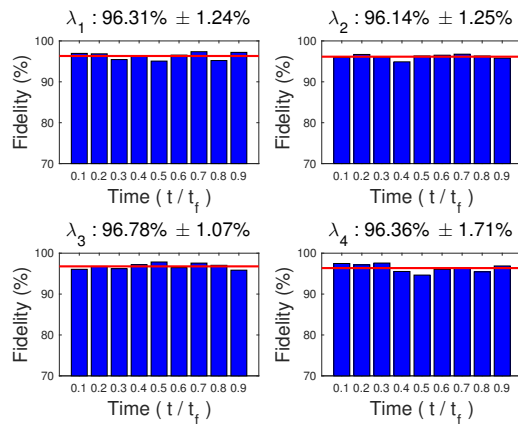 λ1 : 96.31% ± 1.24%
Fidelity (%)
100
90
80
70
0.1 0.2 0.3 0.4 0.5 0.6 0.7 0.8 0.9
Time ( t / tf )
λ2 : 96.14% ± 1.25%
Fidelity (%)
100
90
80
70
0.1 0.2 0.3 0.4 0.5 0.6 0.7 0.8 0.9
Time ( t / tf )
λ3 : 96.78% ± 1.07%
Fidelity (%)
100
90
80
70
0.1 0.2 0.3 0.4 0.5 0.6 0.7 0.8 0.9
Time ( t / tf )
λ4 : 96.36% ± 1.71%
Fidelity (%)
100
90
80
70
0.1 0.2 0.3 0.4 0.5 0.6 0.7 0.8 0.9
Time ( t / tf )